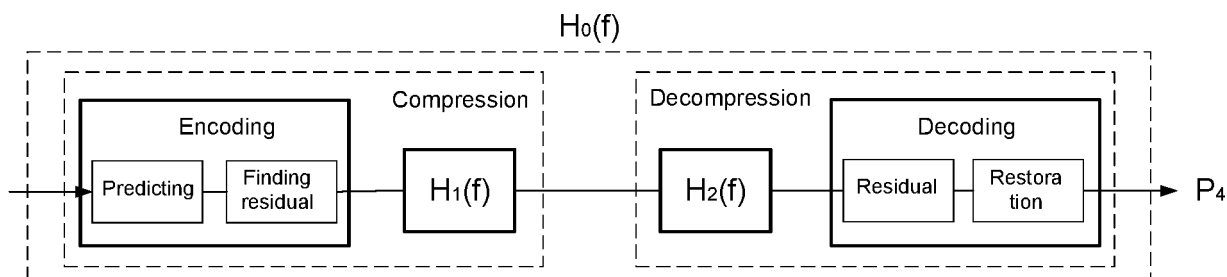 H₀(f)
Compression
Decompression
Encoding
Decoding
Predicting
Finding
residual
H₁(f)
H₂(f)
Residual
Restora
tion
P₄